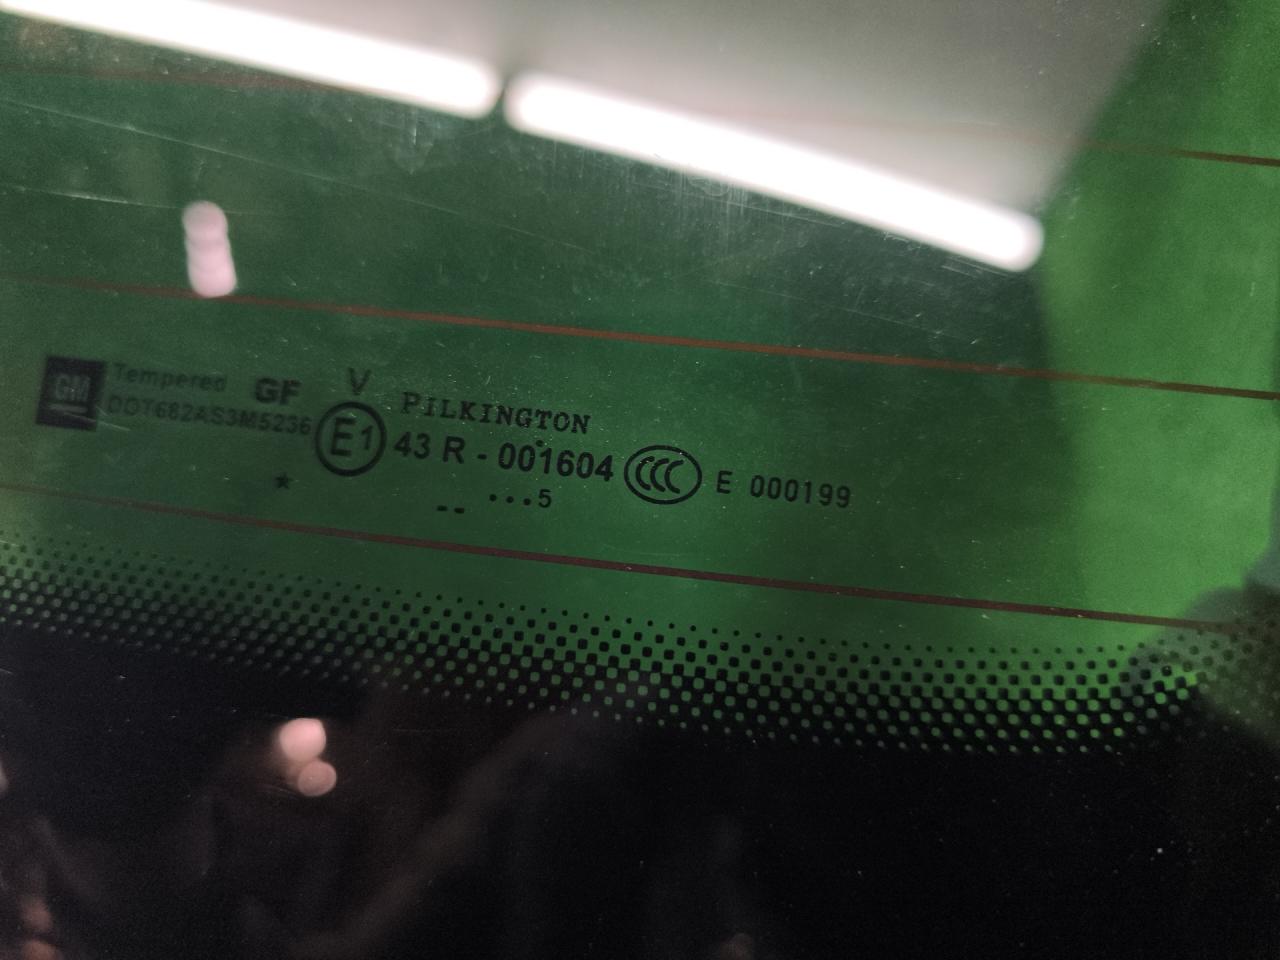 GM Tempered GF V PILKINGTON
DOT682AS3M5236 E1 43 R - 001604 CCC E 000199
-- ...5